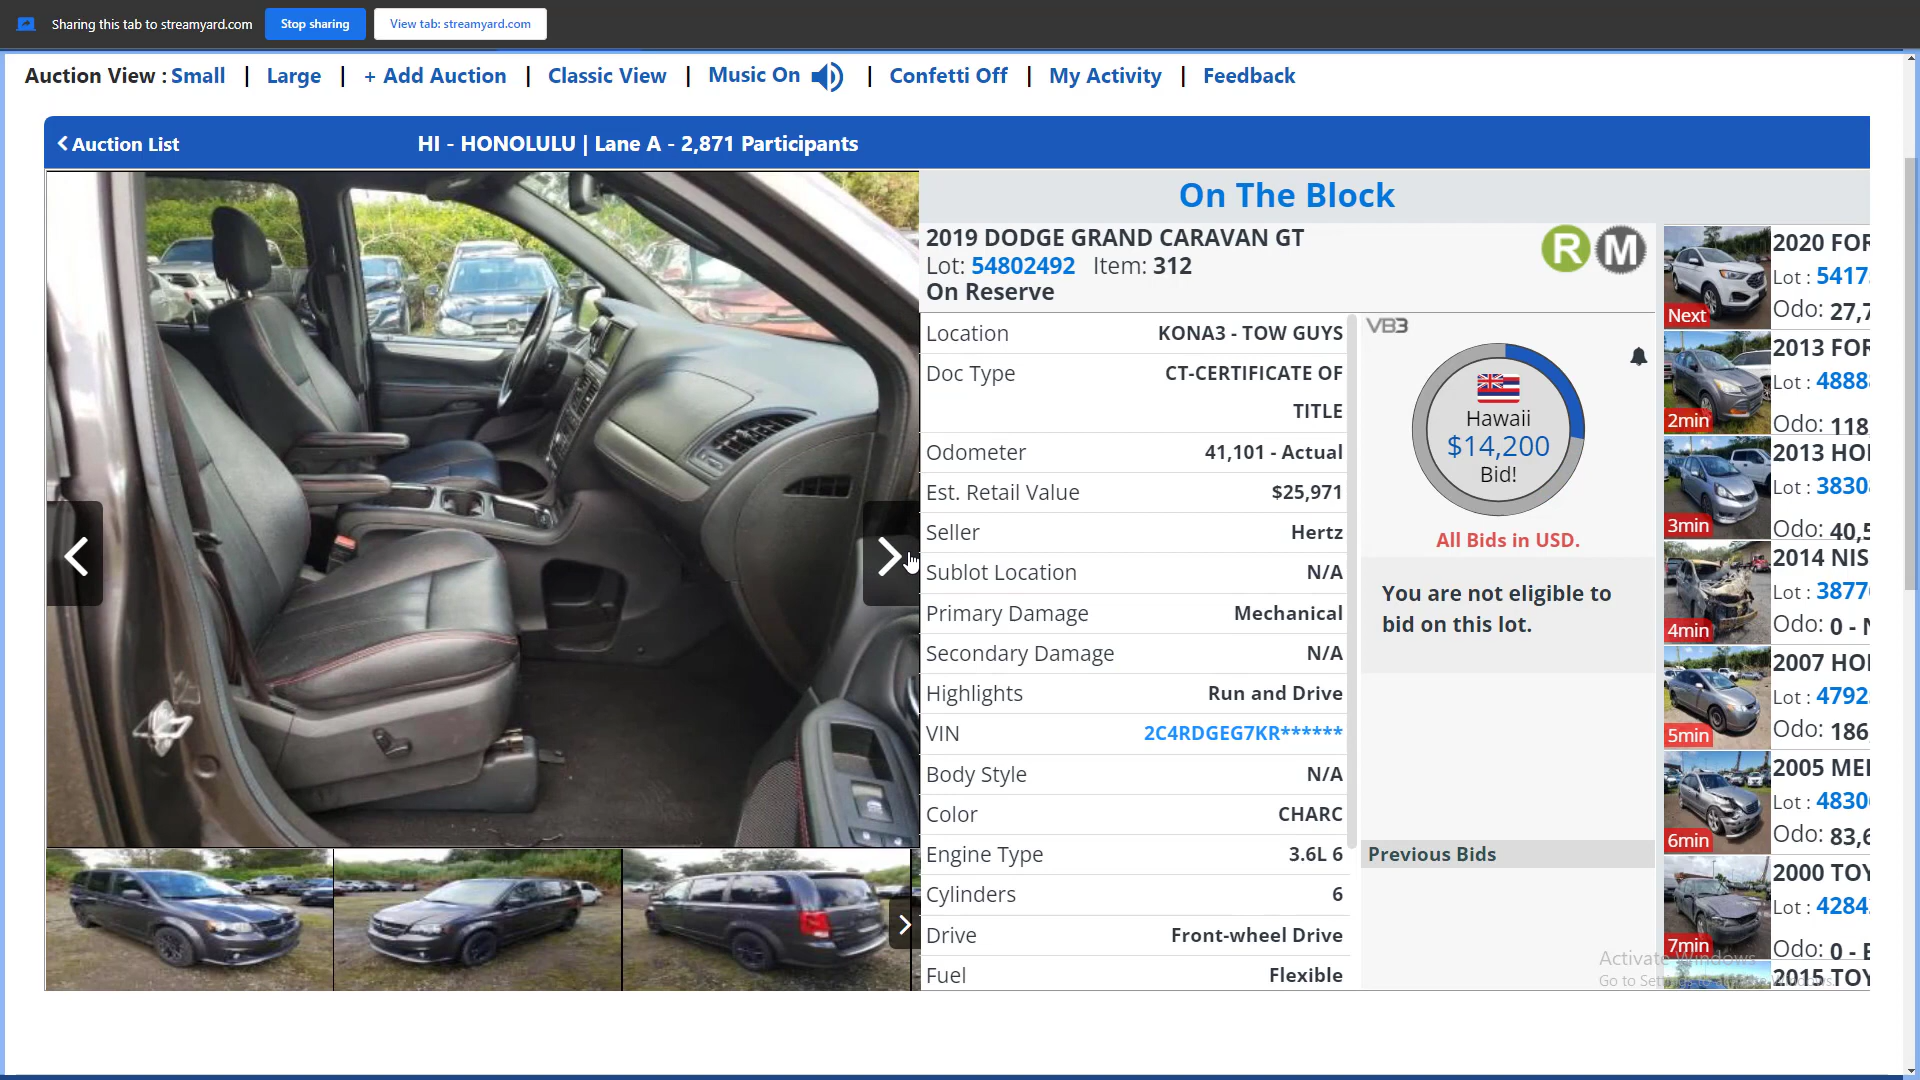 Sharing this tab to streamyard.com
Stop sharing
View tab: streamyard.com
Auction View : Small | Large | + Add Auction | Classic View | Music On | Confetti Off | My Activity | Feedback
Auction List
HI - HONOLULU | Lane A - 2,871 Participants
On The Block
2019 DODGE GRAND CARAVAN GT
Lot: 54802492 Item: 312
On Reserve
R M
Location KONA3 - TOW GUYS
Doc Type CT-CERTIFICATE OF
TITLE
Odometer 41,101 - Actual
Est. Retail Value $25,971
Seller Hertz
Sublot Location N/A
Primary Damage Mechanical
Secondary Damage N/A
Highlights Run and Drive
VIN 2C4RDGEG7KR******
Body Style N/A
Color CHARC
Engine Type 3.6L 6
Cylinders 6
Drive Front-wheel Drive
Fuel Flexible
VB3
Hawaii
$14,200
Bid!
All Bids in USD.
You are not eligible to
bid on this lot.
Previous Bids
2020 FOR
Lot : 5417
Odo: 27,7
Next
2013 FOR
Lot : 4888
Odo: 118
2min
2013 HO
Lot : 3830
Odo: 40,5
3min
2014 NIS
Lot : 3877
Odo: 0 - N
4min
2007 HO
Lot : 4792
Odo: 186
5min
2005 MEI
Lot : 4830
Odo: 83,6
6min
2000 TOY
Lot : 4284
Odo: 0 - E
7min
2015 TOY
Activate Windows
Go to Settings to activate Windows.